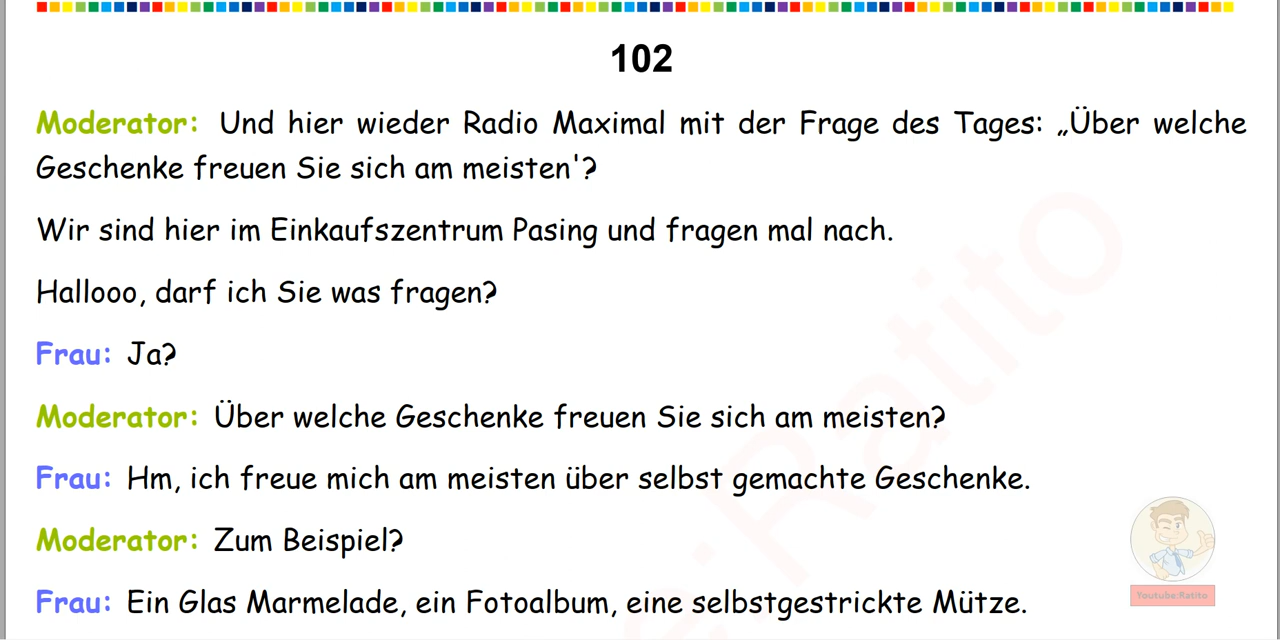 102
Moderator: Und hier wieder Radio Maximal mit der Frage des Tages: „Über welche
Geschenke freuen Sie sich am meisten'?
Wir sind hier im Einkaufszentrum Pasing und fragen mal nach.
Hallooo, darf ich Sie was fragen?
Frau: Ja?
Moderator: Über welche Geschenke freuen Sie sich am meisten?
Frau: Hm, ich freue mich am meisten über selbst gemachte Geschenke.
Moderator: Zum Beispiel?
Frau: Ein Glas Marmelade, ein Fotoalbum, eine selbstgestrickte Mütze.
Youtube:Ratito
e:Ratito